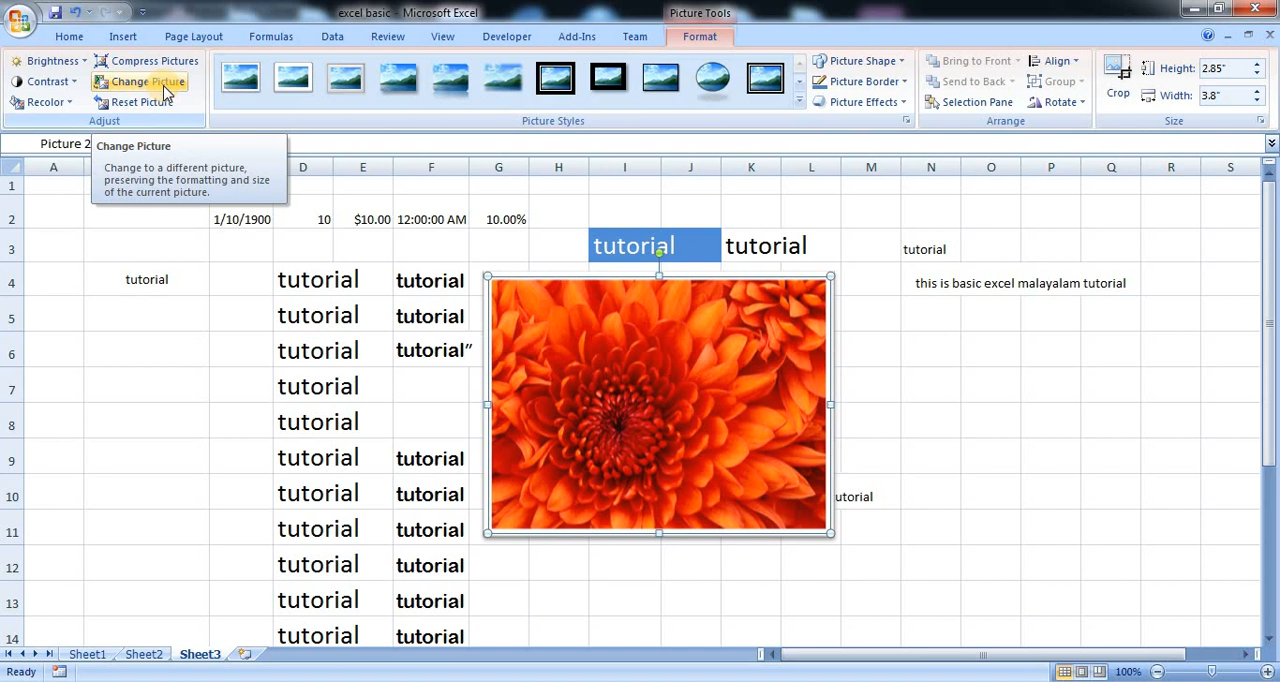 excel basic - Microsoft Excel
Picture Tools
Home Insert Page Layout Formulas Data Review View Developer Add-Ins Team Format
Brightness
Compress Pictures
Contrast
Change Picture
Recolor
Reset Picture
Adjust
Picture Shape
Picture Border
Picture Effects
Picture Styles
Bring to Front
Send to Back
Selection Pane
Align
Group
Rotate
Arrange
Crop
Height: 2.85"
Width: 3.8"
Size
Picture 2
Change Picture
Change to a different picture,
preserving the formatting and size
of the current picture.
A D E F G H I J K L M N O P Q R S
1
2 1/10/1900 10 $10.00 12:00:00 AM 10.00%
3 tutorial tutorial tutorial
4 tutorial tutorial tutorial this is basic excel malayalam tutorial
5 tutorial tutorial
6 tutorial tutorial"
7 tutorial
8 tutorial
9 tutorial tutorial
10 tutorial tutorial utorial
11 tutorial tutorial
12 tutorial tutorial
13 tutorial tutorial
14 tutorial tutorial
Sheet1 Sheet2 Sheet3
Ready 100%